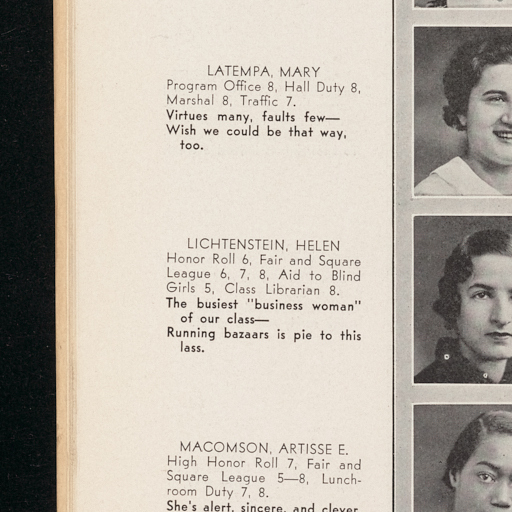 LATEMPA, MARY
Program Office 8, Hall Duty 8,
Marshal 8, Traffic 7.
Virtues many, faults few—
Wish we could be that way,
too.
LICHTENSTEIN, HELEN
Honor Roll 6, Fair and Square
League 6, 7, 8, Aid to Blind
Girls 5, Class Librarian 8.
The busiest "business woman"
of our class—
Running bazaars is pie to this
lass.
MACOMSON, ARTISSE E.
High Honor Roll 7, Fair and
Square League 5—8, Lunch-
room Duty 7, 8.
She's alert, sincere, and clever